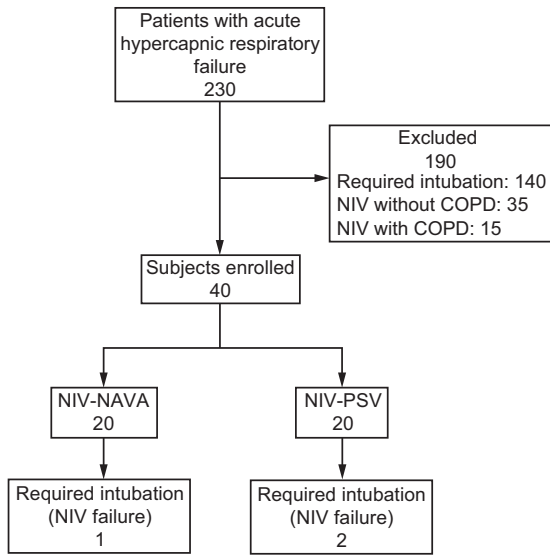 Patients with acute
hypercapnic respiratory
failure
230
Excluded
190
Required intubation: 140
NIV without COPD: 35
NIV with COPD: 15
Subjects enrolled
40
NIV-NAVA
20
NIV-PSV
20
Required intubation
(NIV failure)
1
Required intubation
(NIV failure)
2